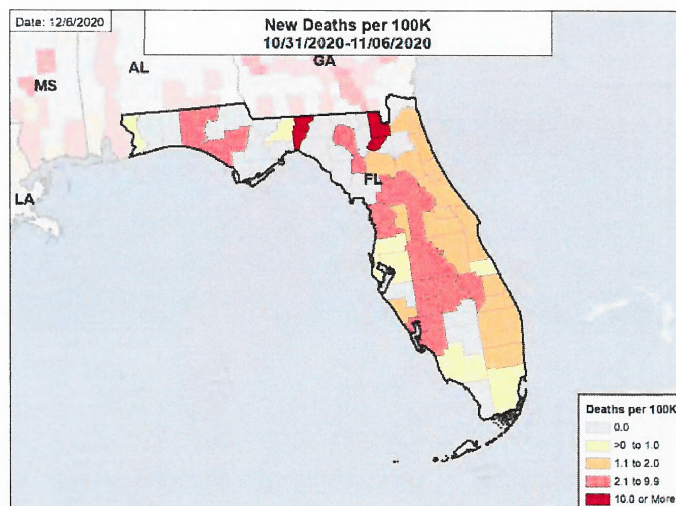 Date: 12/6/2020
New Deaths per 100K
10/31/2020-11/06/2020
AL
GA
MS
LA
FL
Deaths per 100K
0.0
>0 to 1.0
1.1 to 2.0
2.1 to 9.9
10.0 or More